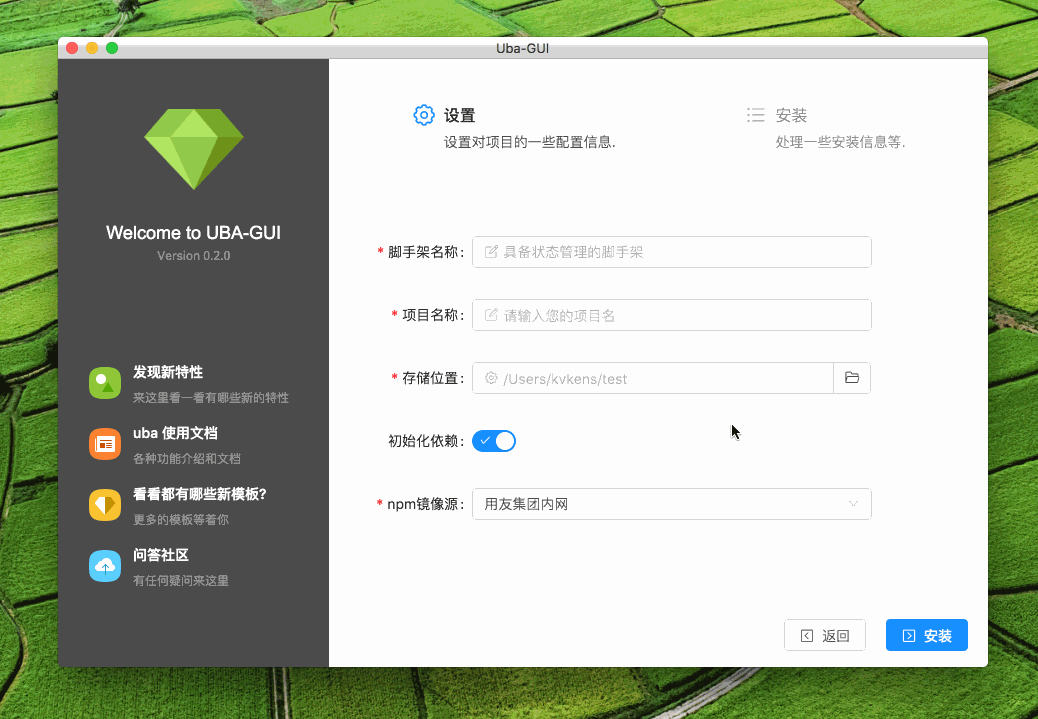 Uba-GUI
Welcome to UBA-GUI
Version 0.2.0
发现新特性
来这里看一看有哪些新的特性
uba 使用文档
各种功能介绍和文档
看看都有哪些新模板?
更多的模板等着你
问答社区
有任何疑问来这里
设置
设置对项目的一些配置信息.
安装
处理一些安装信息等.
* 脚手架名称: 具备状态管理的脚手架
* 项目名称: 请输入您的项目名
* 存储位置: /Users/kvkens/test
初始化依赖:
* npm镜像源: 用友集团内网
返回
安装